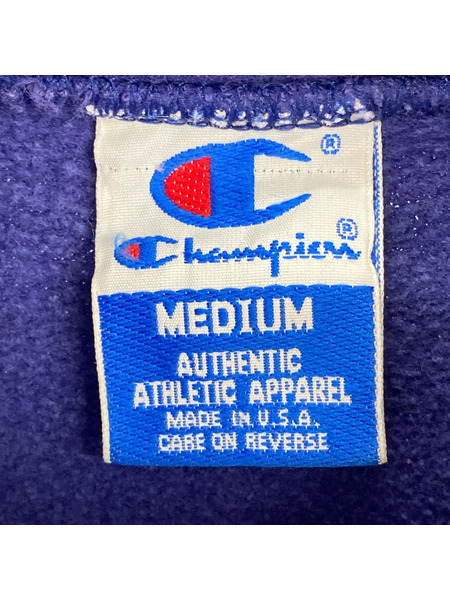 ®
Champion®
MEDIUM
AUTHENTIC
ATHLETIC APPAREL
MADE IN U.S.A.
CARE ON REVERSE